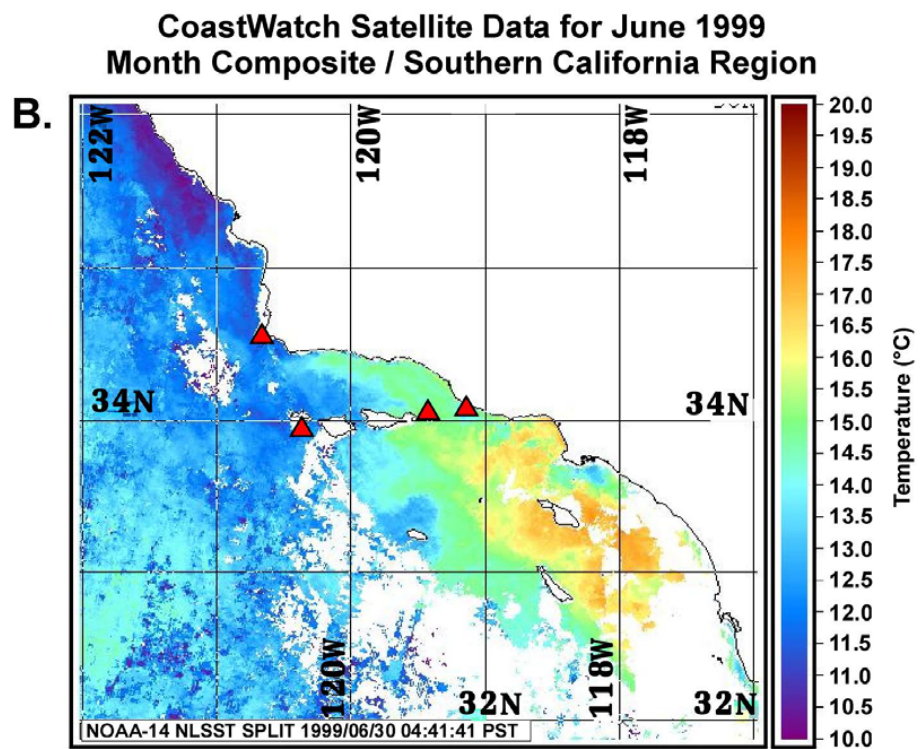 CoastWatch Satellite Data for June 1999
Month Composite / Southern California Region
B.
122W
120W
118W
34N
34N
120W
118W
32N
32N
NOAA-14 NLSST SPLIT 1999/06/30 04:41:41 PST
20.0
19.5
19.0
18.5
18.0
17.5
17.0
16.5
16.0
15.5
15.0
14.5
14.0
13.5
13.0
12.5
12.0
11.5
11.0
10.5
10.0
Temperature (°C)